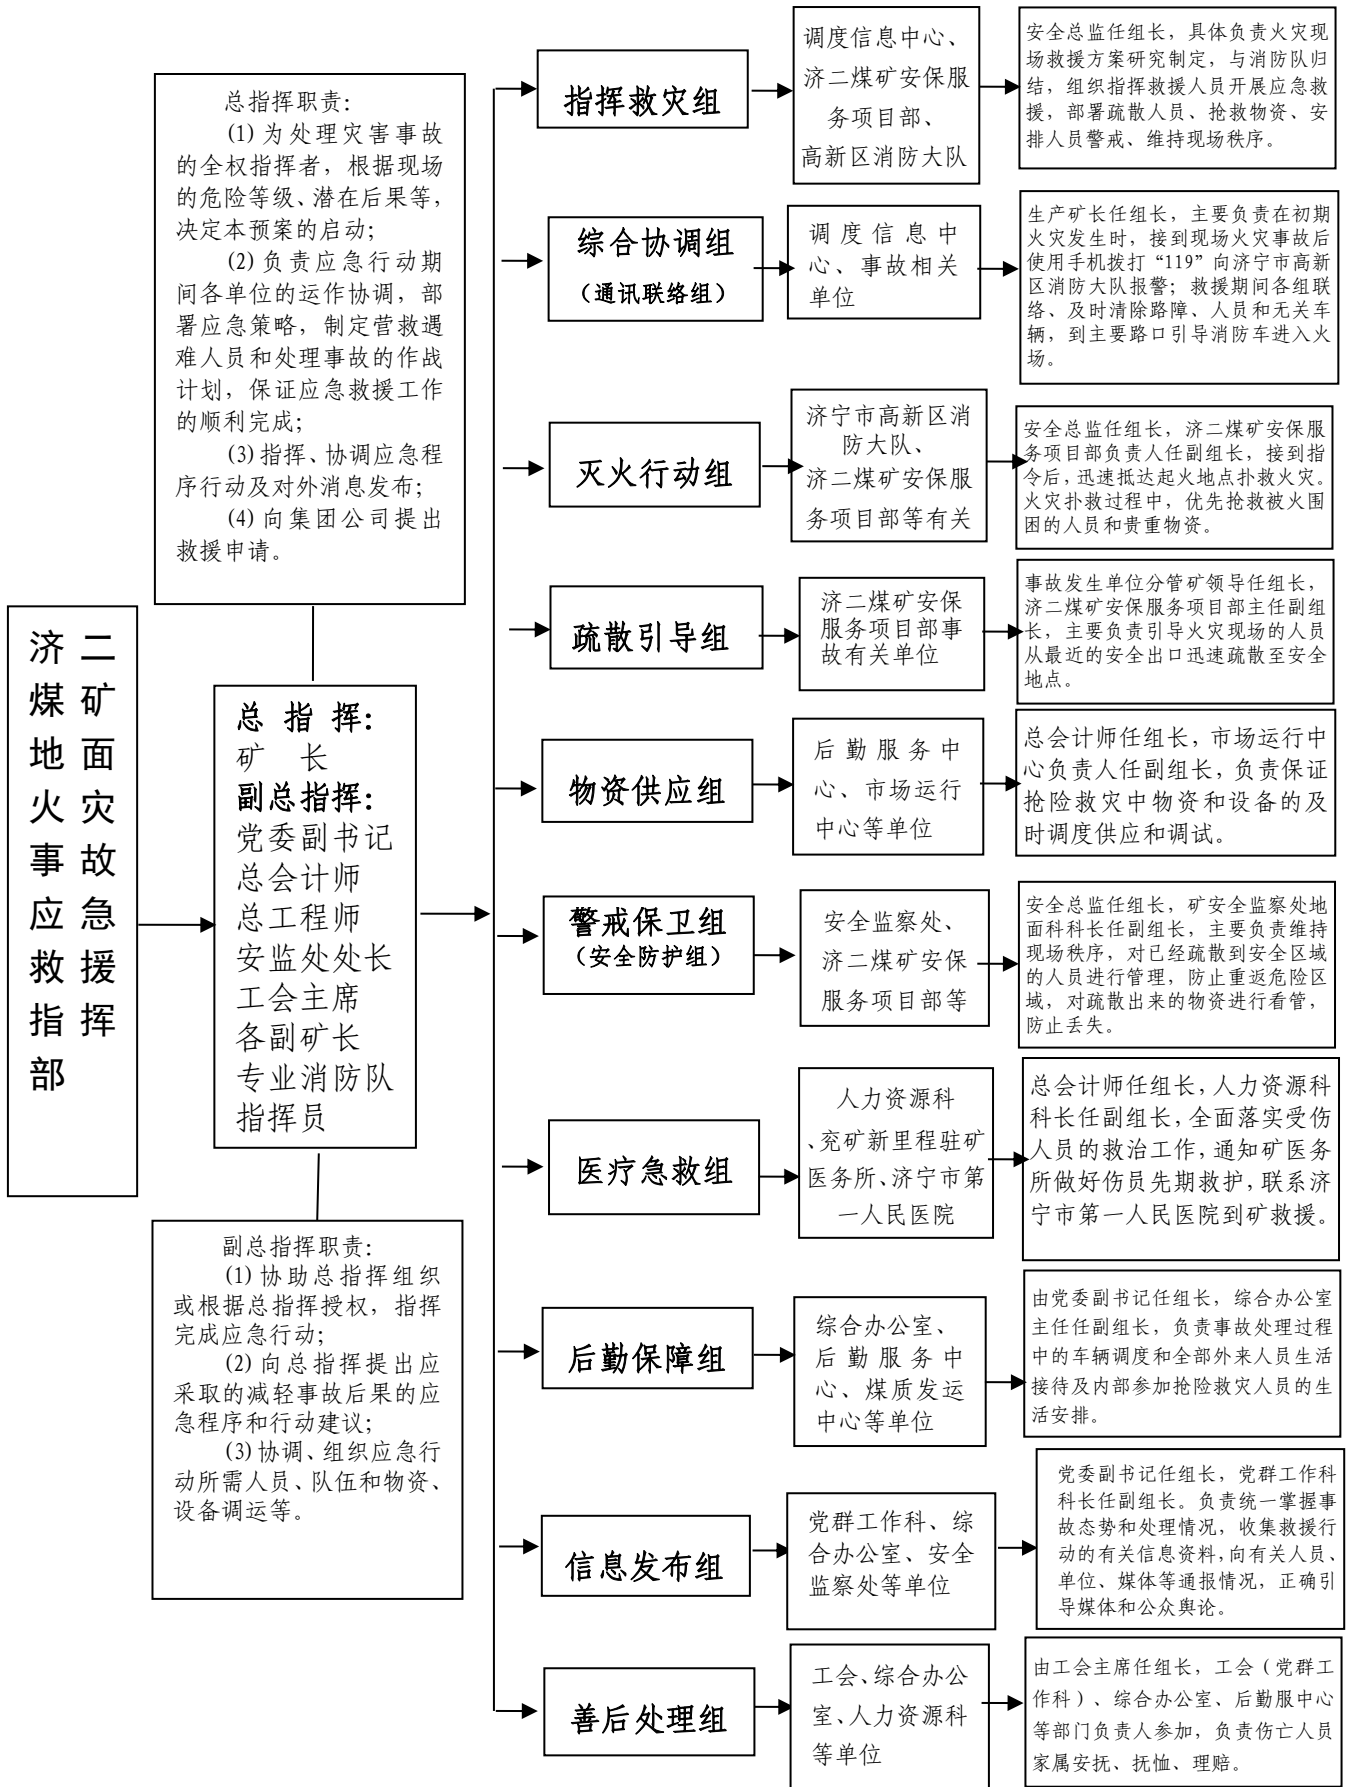 济二
煤矿
地面
火灾
事故
应急
救援
指挥
部
总指挥职责:
(1)为处理灾害事故
的全权指挥者，根据现场
的危险等级、潜在后果等，
决定本预案的启动;
(2)负责应急行动期
间各单位的运作协调，部
署应急策略，制定营救遇
难人员和处理事故的作战
计划，保证应急救援工作
的顺利完成;
(3)指挥、协调应急程
序行动及对外消息发布;
(4)向集团公司提出
救援申请。
总 指 挥:
矿 长
副总指挥:
党委副书记
总会计师
总工程师
安监处处长
工会主席
各副矿长
专业消防队
指挥员
副总指挥职责:
(1)协助总指挥组织
或根据总指挥授权，指挥
完成应急行动;
(2)向总指挥提出应
采取的减轻事故后果的应
急程序和行动建议;
(3)协调、组织应急行
动所需人员、队伍和物资、
设备调运等。
指挥救灾组
调度信息中心、
济二煤矿安保服
务项目部、
高新区消防大队
安全总监任组长，具体负责火灾现
场救援方案研究制定，与消防队归
结，组织指挥救援人员开展应急救
援，部署疏散人员、抢救物资、安
排人员警戒、维持现场秩序。
综合协调组
（通讯联络组）
调度信息中
心、事故相关
单位
生产矿长任组长，主要负责在初期
火灾发生时，接到现场火灾事故后
使用手机拨打“119”向济宁市高新
区消防大队报警；救援期间各组联
络、及时清除路障、人员和无关车
辆，到主要路口引导消防车进入火
场。
灭火行动组
济宁市高新区消
防大队、
济二煤矿安保服
务项目部等有关
安全总监任组长，济二煤矿安保服
务项目部负责人任副组长，接到指
令后，迅速抵达起火地点扑救火灾。
火灾扑救过程中，优先抢救被火围
困的人员和贵重物资。
疏散引导组
济二煤矿安保
服务项目部事
故有关单位
事故发生单位分管矿领导任组长，
济二煤矿安保服务项目部主任副组
长，主要负责引导火灾现场的人员
从最近的安全出口迅速疏散至安全
地点。
物资供应组
后勤服务中
心、市场运行
中心等单位
总会计师任组长，市场运行中
心负责人任副组长，负责保证
抢险救灾中物资和设备的及
时调度供应和调试。
警戒保卫组
（安全防护组）
安全监察处、
济二煤矿安保
服务项目部等
安全总监任组长，矿安全监察处地
面科科长任副组长，主要负责维持
现场秩序，对已经疏散到安全区域
的人员进行管理，防止重返危险区
域，对疏散出来的物资进行看管，
防止丢失。
医疗急救组
人力资源科
、兖矿新里程驻矿
医务所、济宁市第
一人民医院
总会计师任组长，人力资源科
科长任副组长，全面落实受伤
人员的救治工作，通知矿医务
所做好伤员先期救护，联系济
宁市第一人民医院到矿救援。
后勤保障组
综合办公室、
后勤服务中
心、煤质发运
中心等单位
由党委副书记任组长，综合办公室
主任任副组长，负责事故处理过程
中的车辆调度和全部外来人员生活
接待及内部参加抢险救灾人员的生
活安排。
信息发布组
党群工作科、综
合办公室、安全
监察处等单位
党委副书记任组长，党群工作科
科长任副组长。负责统一掌握事
故态势和处理情况，收集救援行
动的有关信息资料，向有关人员、
单位、媒体等通报情况，正确引
导媒体和公众舆论。
善后处理组
工会、综合办公
室、人力资源科
等单位
由工会主席任组长，工会（党群工
作科）、综合办公室、后勤服中心
等部门负责人参加，负责伤亡人员
家属安抚、抚恤、理赔。